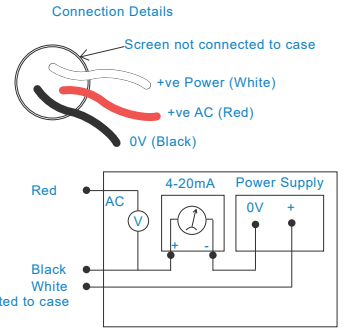 Connection Details
Screen not connected to case
+ve Power (White)
+ve AC (Red)
0V (Black)
4-20mA
Power Supply
Red
AC
0V
+
V
+
-
Black
White
ted to case